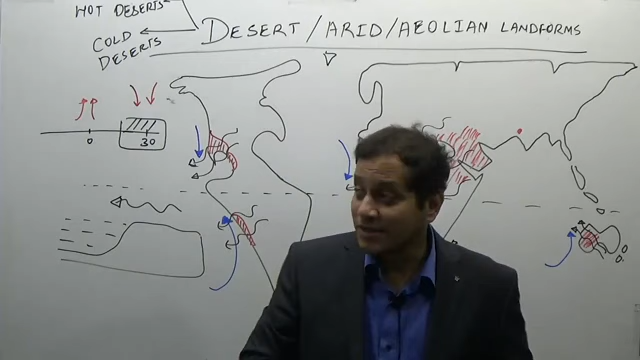 HOT DESERTS
COLD
DESERTS
DESERT/ARID/AEOLIAN LANDFORMS
0
30